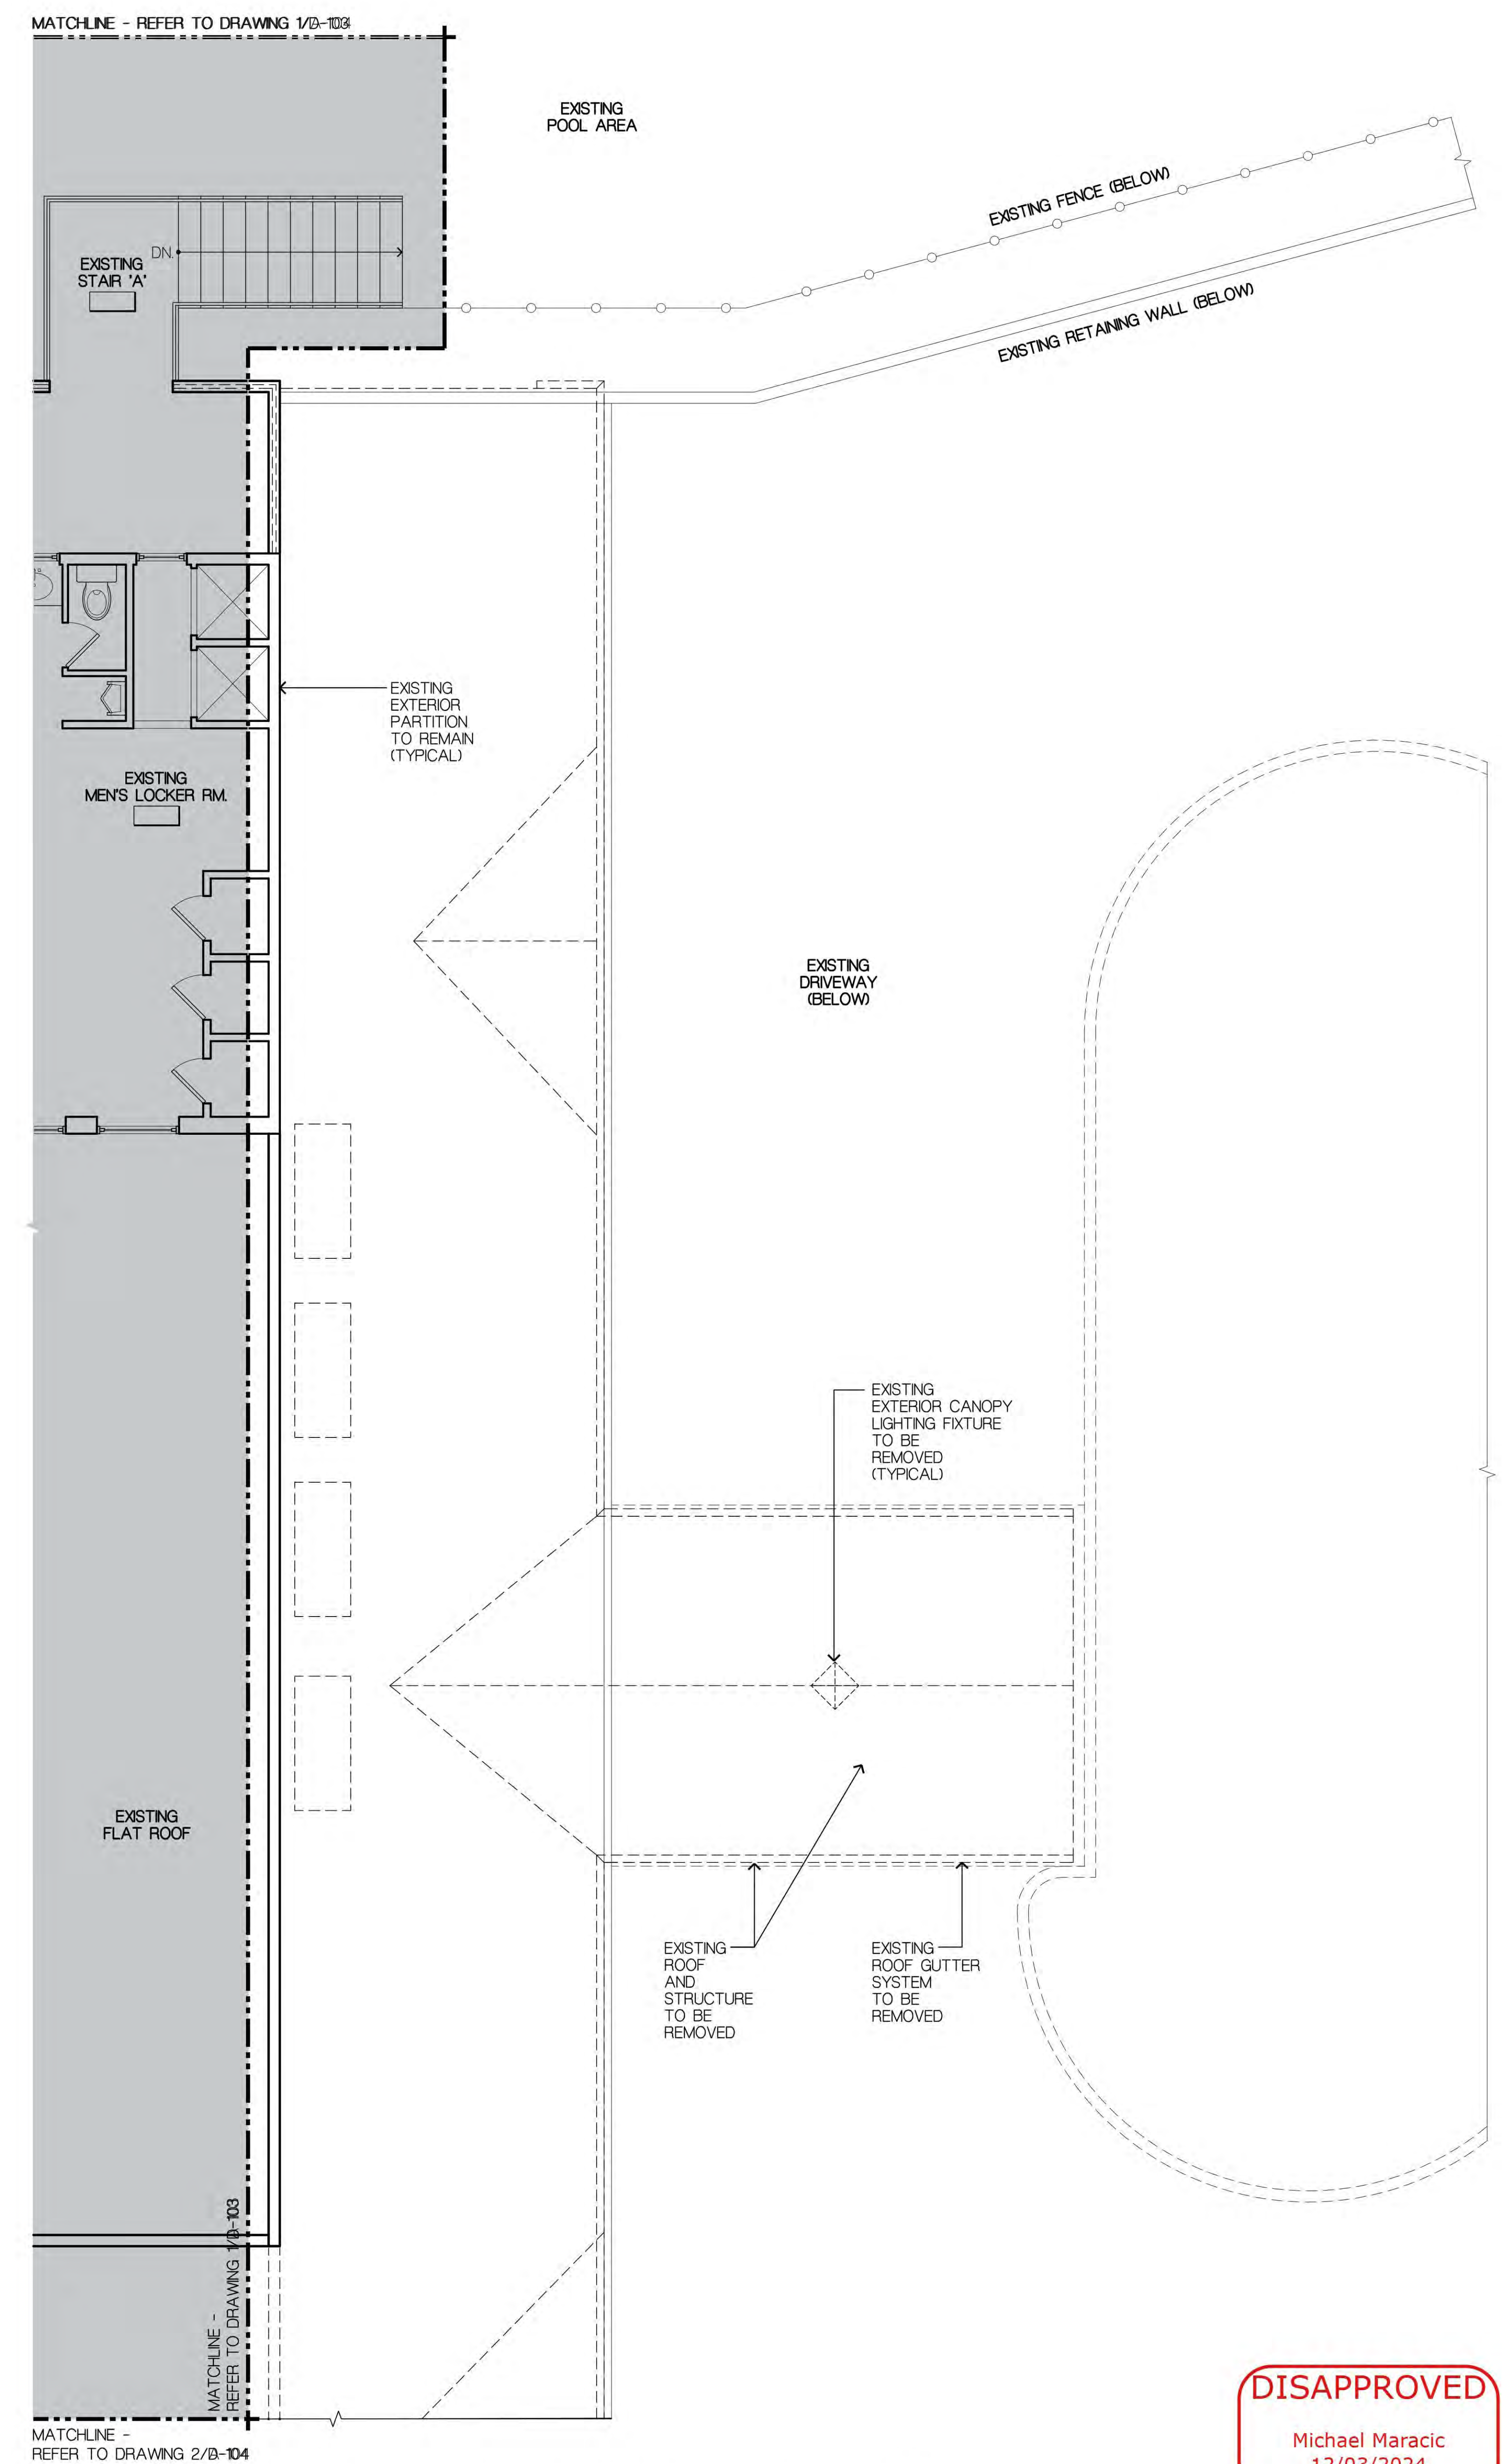 MATCHLINE - REFER TO DRAWING
EXISTING
POOL AREA
EXISTING FENCE (BELOW)
DN.
EXISTING
STAIR 'A'
EXISTING RETAINING WALL (BELOW)
EXISTING
EXTERIOR
PARTITION
TO REMAIN
(TYPICAL)
EXISTING
MEN'S LOCKER RM.
EXISTING
DRIVEWAY
(BELOW)
EXISTING
EXTERIOR CANOPY
LIGHTING FIXTURE
TO BE
REMOVED
(TYPICAL)
EXISTING
FLAT ROOF
EXISTING
ROOF
AND
STRUCTURE
TO BE
REMOVED
EXISTING
ROOF GUTTER
SYSTEM
TO BE
REMOVED
MATCHLINE -
REFER TO DRAWING 1/D-103
MATCHLINE -
REFER TO DRAWING 2/D-104
DISAPPROVED
Michael Maracic
12/03/2024